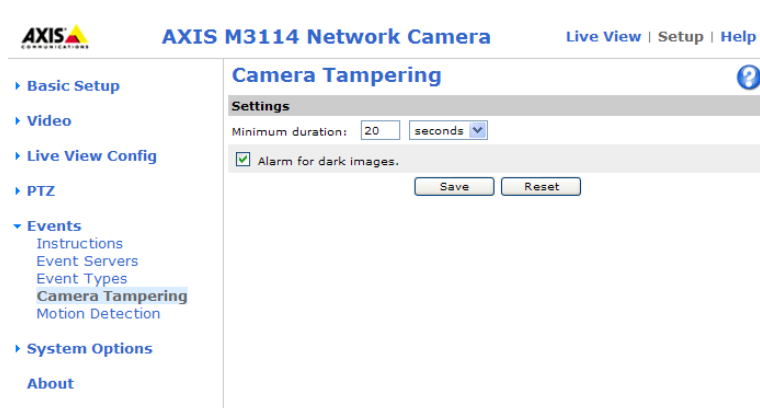 AXIS
COMMUNICATIONS
AXIS M3114 Network Camera
Live View | Setup | Help
Basic Setup
Video
Live View Config
PTZ
Events
Instructions
Event Servers
Event Types
Camera Tampering
Motion Detection
System Options
About
Camera Tampering
?
Settings
Minimum duration: 20 seconds
Alarm for dark images.
Save Reset